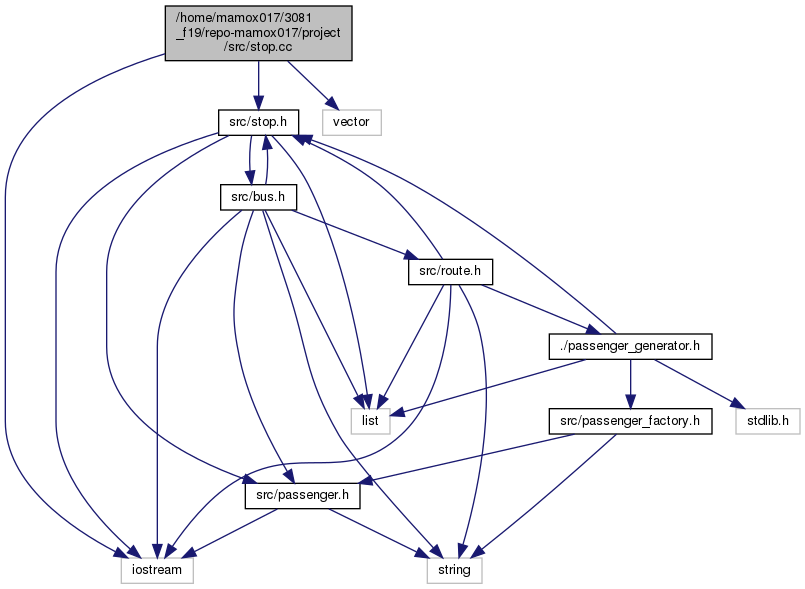 /home/mamox017/3081
_f19/repo-mamox017/project
/src/stop.cc
src/stop.h
vector
src/bus.h
src/route.h
./passenger_generator.h
list
src/passenger_factory.h
stdlib.h
src/passenger.h
iostream
string